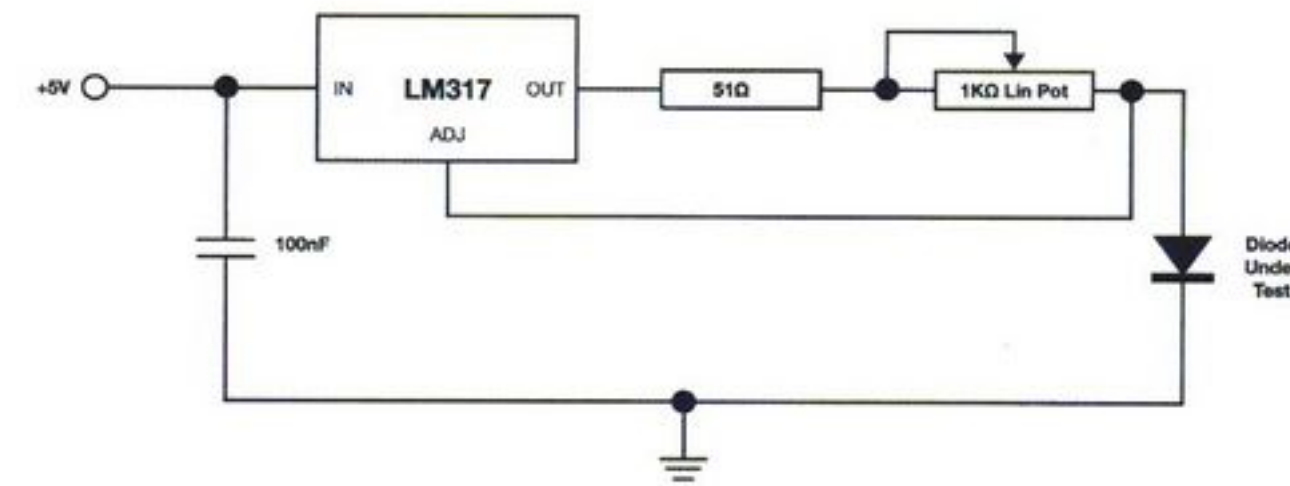 +5V
IN
LM317
OUT
ADJ
51Ω
1KΩ Lin Pot
100nF
Diode
Unde
Test